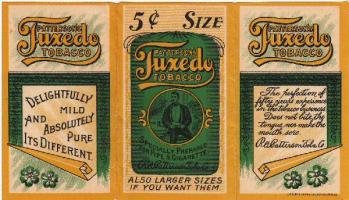 PATTERSON'S
Tuxedo
TOBACCO
DELIGHTFULLY
MILD
AND ABSOLUTELY
PURE
ITS DIFFERENT.
5¢ SIZE
PATTERSON'S
Tuxedo
TOBACCO
SPECIALLY PREPARED
FOR PIPE & CIGARETTE
ALSO LARGER SIZES
IF YOU WANT THEM.
PATTERSON'S
Tuxedo
TOBACCO
The perfection of
fifty years experience
in the tobacco business
Does not bite the
tongue, nor make the
mouth sore.
R.A. Patterson Tob. Co.